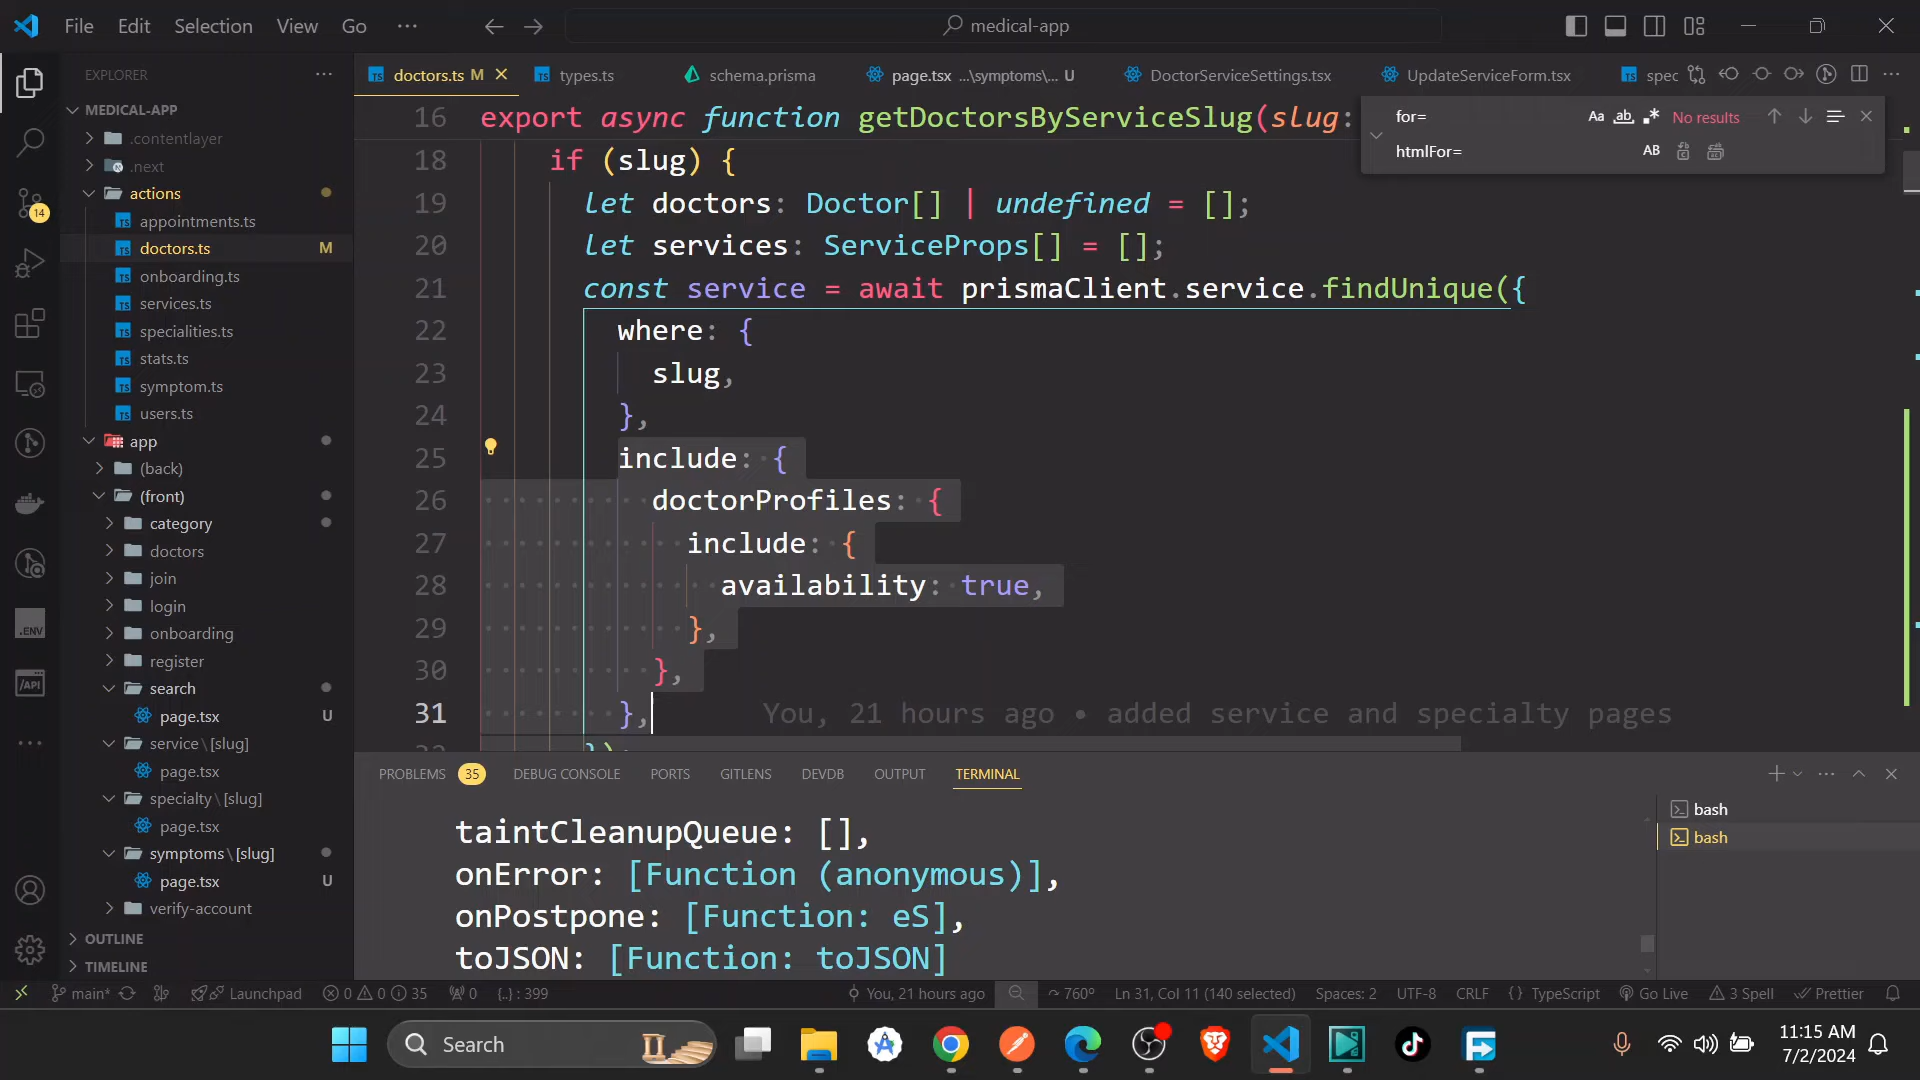 File Edit Selection View Go ··· medical-app
EXPLORER ···
MEDICAL-APP
.contentlayer
.next
actions
appointments.ts
doctors.ts M
onboarding.ts
services.ts
specialities.ts
stats.ts
symptom.ts
users.ts
app
(back)
(front)
category
doctors
join
login
onboarding
register
search
page.tsx U
service\[slug]
page.tsx
specialty\[slug]
page.tsx
symptoms\[slug]
page.tsx U
verify-account
OUTLINE
TIMELINE
14
.ENV
/API
doctors.ts M types.ts schema.prisma page.tsx ...\symptoms\... U DoctorServiceSettings.tsx UpdateServiceForm.tsx spec
for= Aa ab .* No results
htmlFor= AB
16 export async function getDoctorsByServiceSlug(slug:
18 if (slug) {
19 let doctors: Doctor[] | undefined = [];
20 let services: ServiceProps[] = [];
21 const service = await prismaClient.service.findUnique({
22 where: {
23 slug,
24 },
25 include: {
26 doctorProfiles: {
27 include: {
28 availability: true,
29 },
30 },
31 }, You, 21 hours ago • added service and specialty pages
32 });
PROBLEMS 35 DEBUG CONSOLE PORTS GITLENS DEVDB OUTPUT TERMINAL
taintCleanupQueue: [],
onError: [Function (anonymous)],
onPostpone: [Function: eS],
toJSON: [Function: toJSON]
bash
bash
main* Launchpad 0 0 35 0 {..} : 399 You, 21 hours ago 760º Ln 31, Col 11 (140 selected) Spaces: 2 UTF-8 CRLF {} TypeScript Go Live 3 Spell Prettier
Search
11:15 AM
7/2/2024